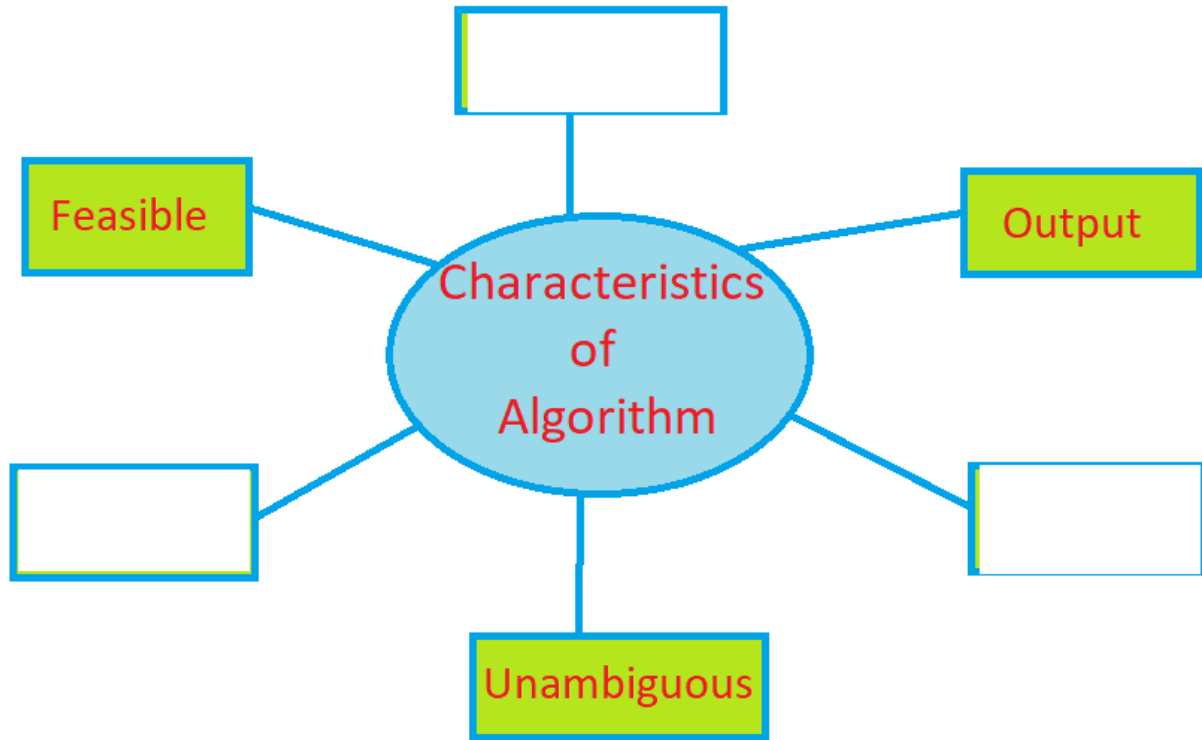 Feasible
Output
Characteristics
of
Algorithm
Unambiguous